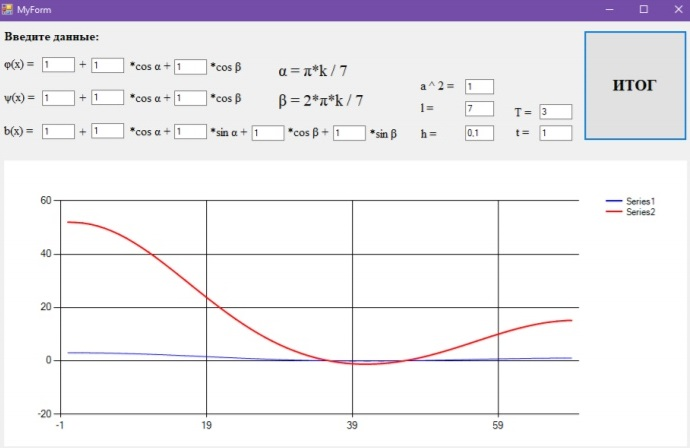 MyForm
Введите данные:
φ(x) = 1 + 1 *cos α + 1 *cos β
ψ(x) = 1 + 1 *cos α + 1 *cos β
b(x) = 1 + 1 *cos α + 1 *sin α + 1 *cos β + 1 *sin β
α = π*k / 7
β = 2*π*k / 7
a ^ 2 = 1
l = 7
h = 0,1
T = 3
t = 1
ИТОГ
60
40
20
0
-20
-1 19 39 59
Series1
Series2